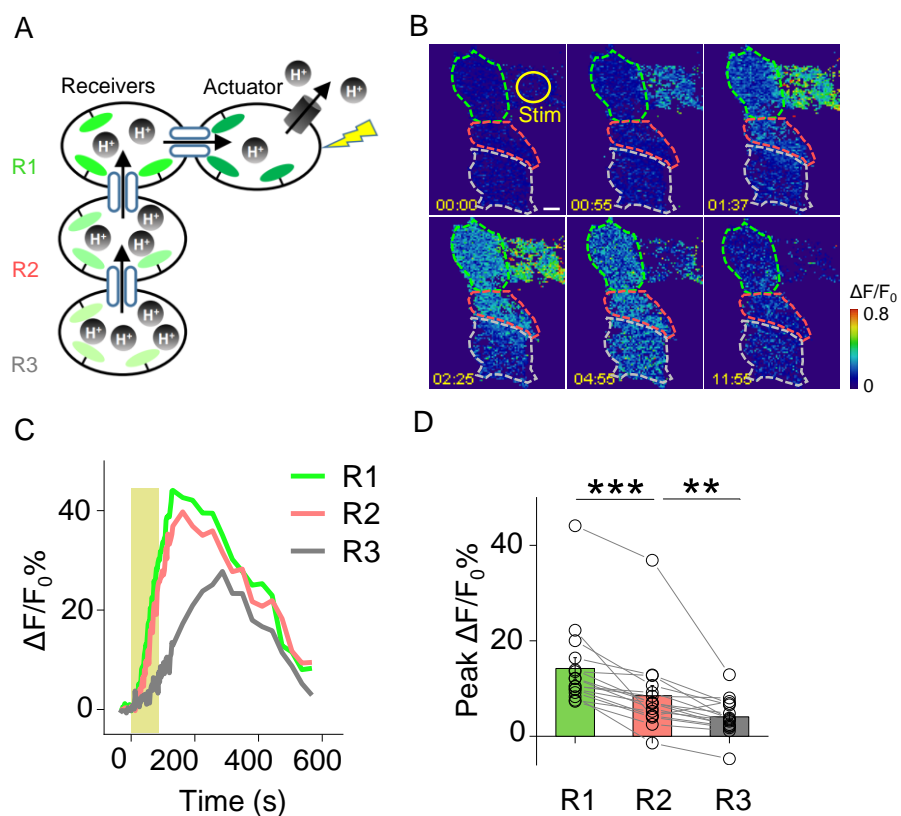 A
Receivers
Actuator
H⁺
H⁺
H⁺
H⁺
H⁺
H⁺
R1
H⁺
H⁺
H⁺
R2
H⁺
H⁺
H⁺
H⁺
R3
B
Stim
00:00
00:55
01:37
02:25
04:55
11:55
ΔF/F₀
0.8
0
C
ΔF/F₀%
40
20
0
0
200
400
600
Time (s)
R1
R2
R3
D
*** **
Peak ΔF/F₀%
40
20
0
R1 R2 R3